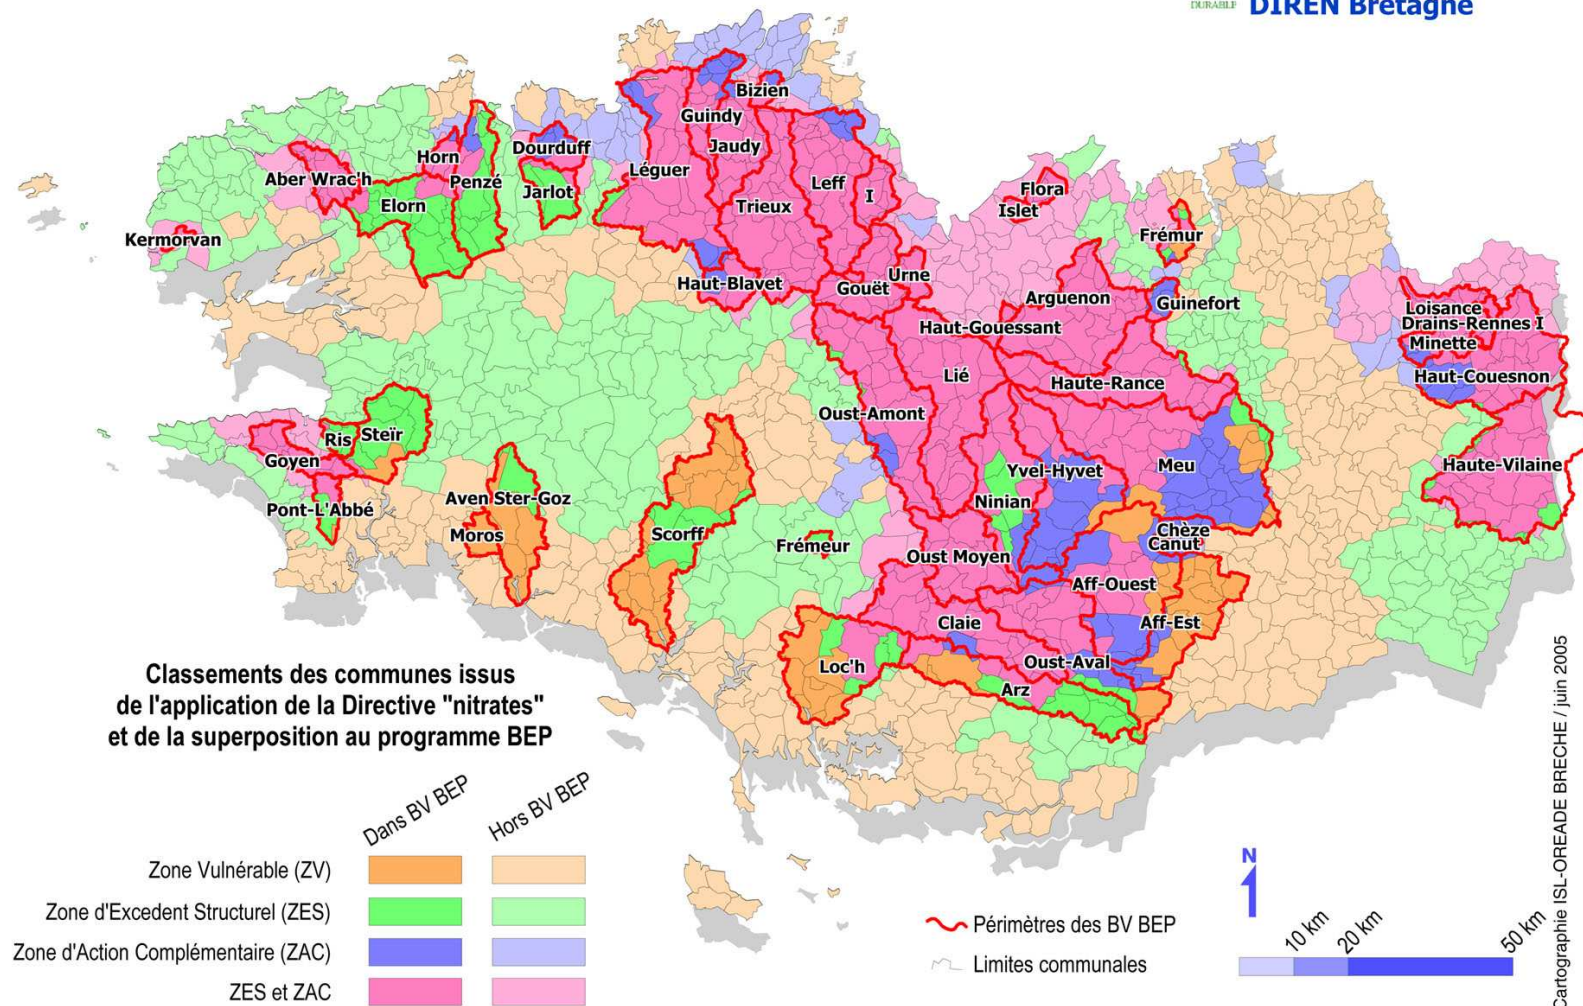 DURABLE
DIREN Bretagne
Bizien
Guindy
Jaudy
Horn
Dourduff
Léguer
Aber Wrac'h
Penzé
Jarlot
Leff
I
Elorn
Trieux
Flora
Islet
Kermorvan
Frémur
Urne
Haut-Blavet
Gouët
Arguenon
Guinefort
Loisance
Drains-Rennes I
Haut-Gouessant
Minette
Lié
Haute-Rance
Haut-Couesnon
Oust-Amont
Ris
Steïr
Goyen
Yvel-Hyvet
Meu
Haute-Vilaine
Aven Ster-Goz
Ninian
Pont-L'Abbé
Moros
Scorff
Frémeur
Chèze
Canut
Oust Moyen
Aff-Ouest
Claie
Aff-Est
Loc'h
Oust-Aval
Arz
Classements des communes issus
de l'application de la Directive "nitrates"
et de la superposition au programme BEP
Dans BV BEP
Hors BV BEP
Zone Vulnérable (ZV)
Zone d'Excedent Structurel (ZES)
Zone d'Action Complémentaire (ZAC)
ZES et ZAC
Périmètres des BV BEP
Limites communales
N
10 km
20 km
50 km
Cartographie ISL-OREADE BRECHE / juin 2005